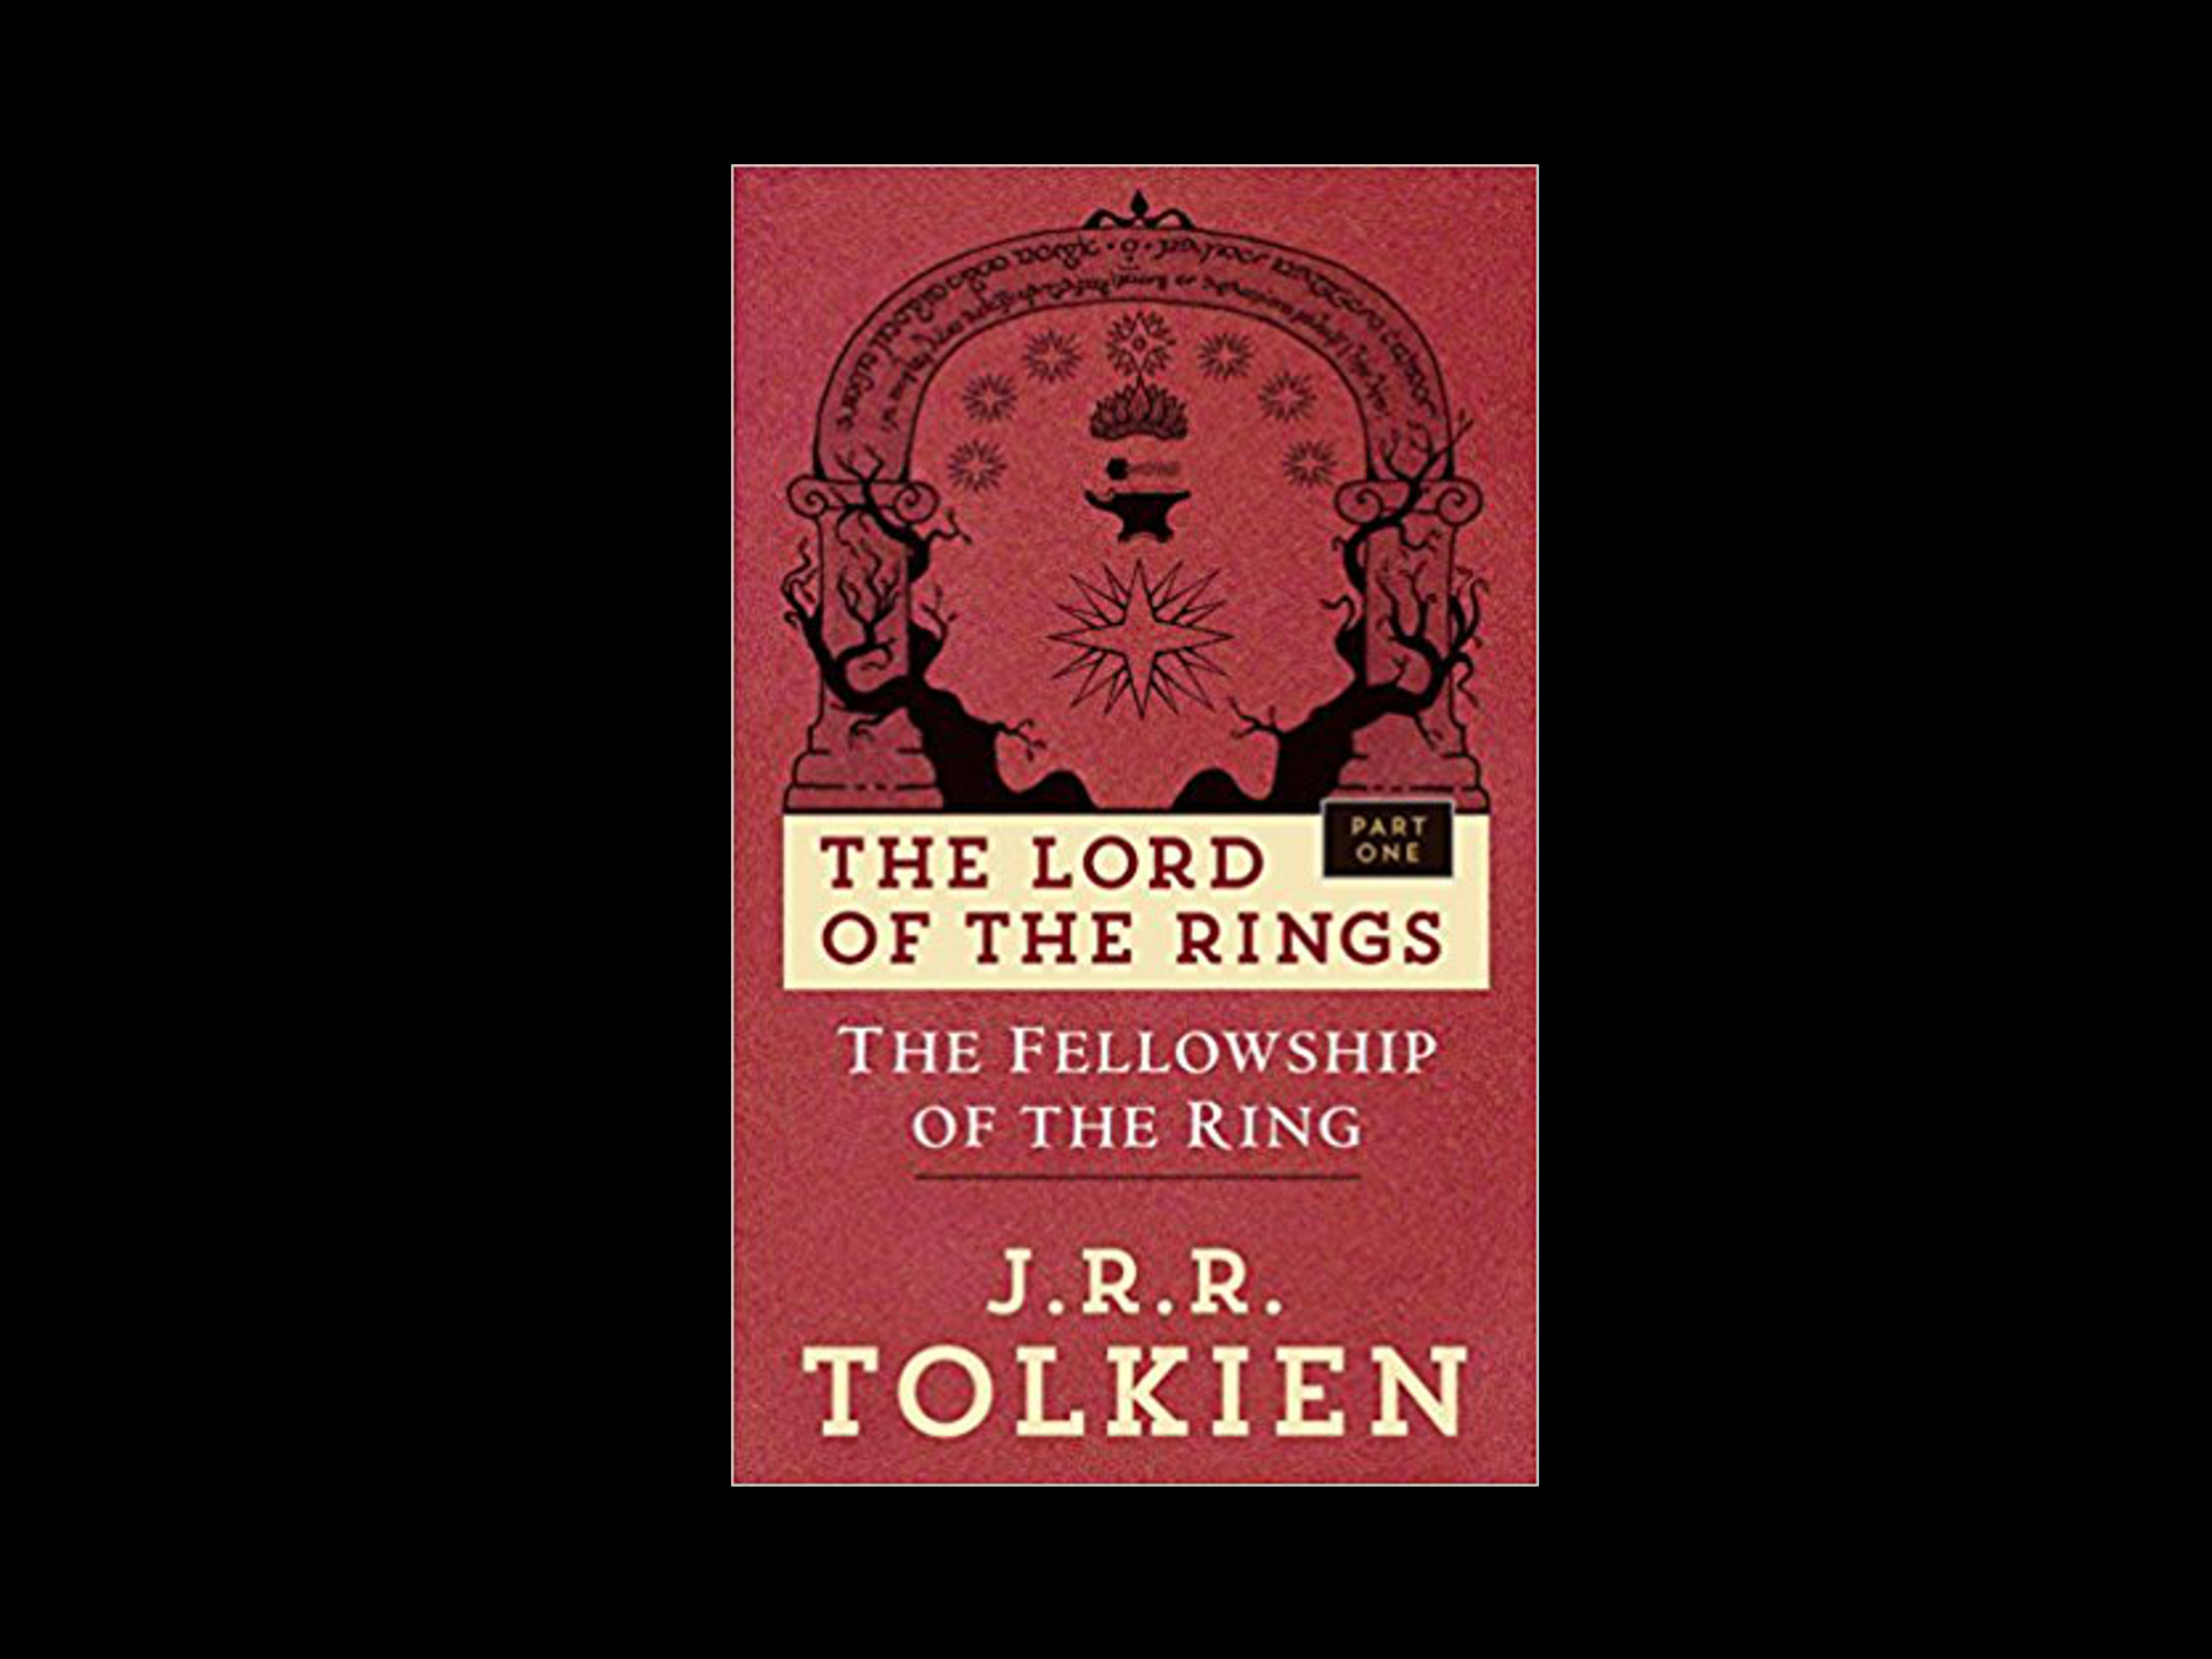 PART
ONE
THE LORD
OF THE RINGS
THE FELLOWSHIP
OF THE RING
J.R.R.
TOLKIEN